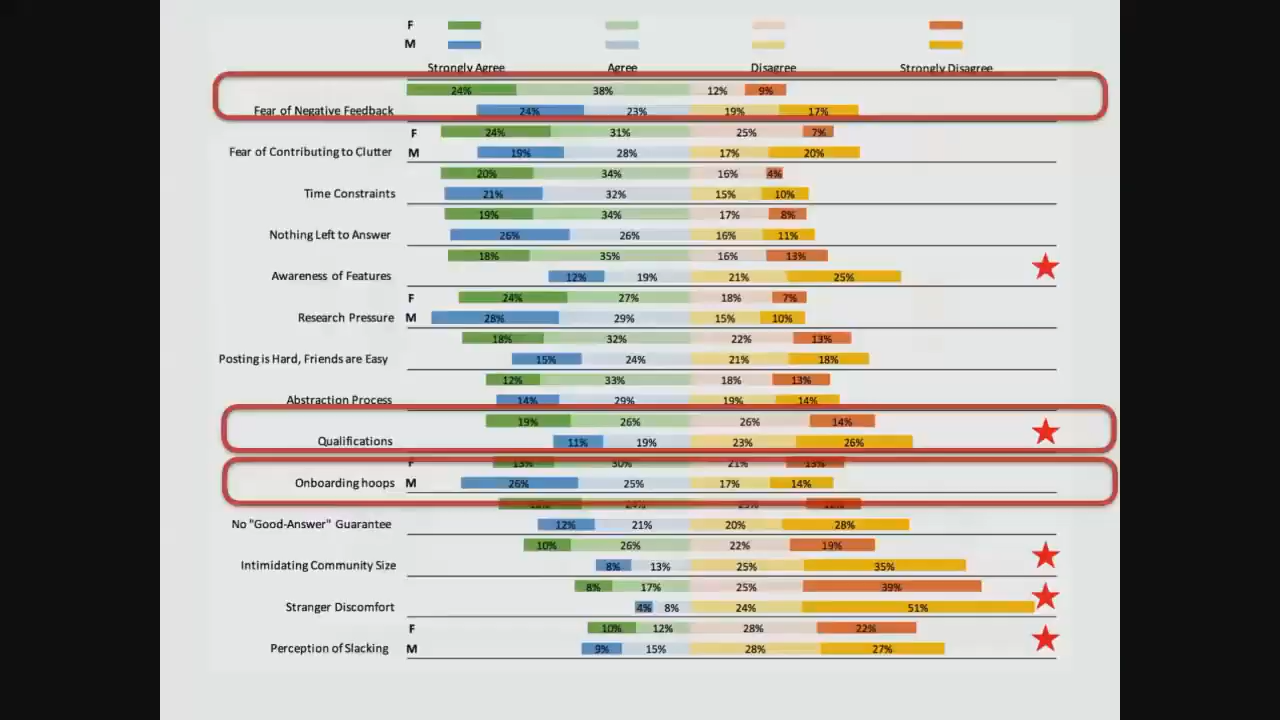 F
M
Strongly Agree Agree Disagree Strongly Disagree
24% 38% 12% 9%
Fear of Negative Feedback 24% 23% 19% 17%
F 24% 31% 25% 7%
Fear of Contributing to Clutter M 19% 28% 17% 20%
20% 34% 16% 4%
Time Constraints 21% 32% 15% 10%
19% 34% 17% 8%
Nothing Left to Answer 26% 26% 16% 11%
18% 35% 16% 13%
Awareness of Features 12% 19% 21% 25%
F 24% 27% 18% 7%
Research Pressure M 28% 29% 15% 10%
18% 32% 22% 13%
Posting is Hard, Friends are Easy 15% 24% 21% 18%
12% 33% 18% 13%
Abstraction Process 14% 29% 19% 14%
19% 26% 26% 14%
Qualifications 11% 19% 23% 26%
F 13% 30% 21% 13%
Onboarding hoops M 26% 25% 17% 14%
No "Good-Answer" Guarantee 12% 21% 20% 28%
10% 26% 22% 19%
Intimidating Community Size 8% 13% 25% 35%
8% 17% 25% 39%
Stranger Discomfort 4% 8% 24% 51%
F 10% 12% 28% 22%
Perception of Slacking M 9% 15% 28% 27%